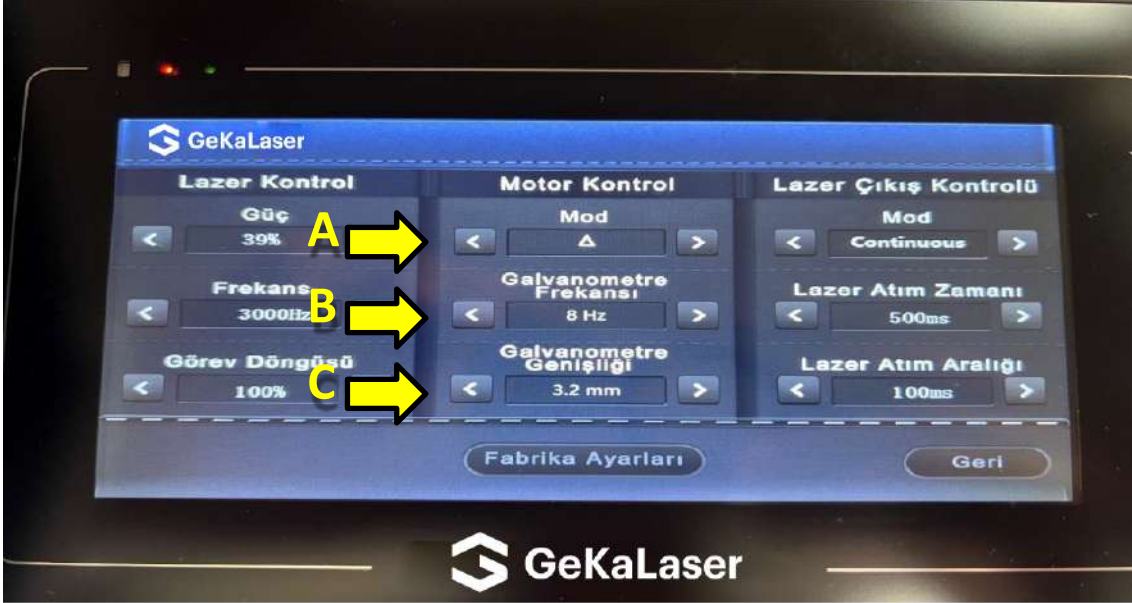 GeKaLaser
Lazer Kontrol
Güç
39%
Frekans
3000Hz
Görev Döngüsü
100%
A
B
C
Motor Kontrol
Mod
Δ
Galvanometre
Frekansı
8 Hz
Galvanometre
Genişliği
3.2 mm
Lazer Çıkış Kontrolü
Mod
Continuous
Lazer Atım Zamanı
500ms
Lazer Atım Aralığı
100ms
Fabrika Ayarları
Geri
GeKaLaser